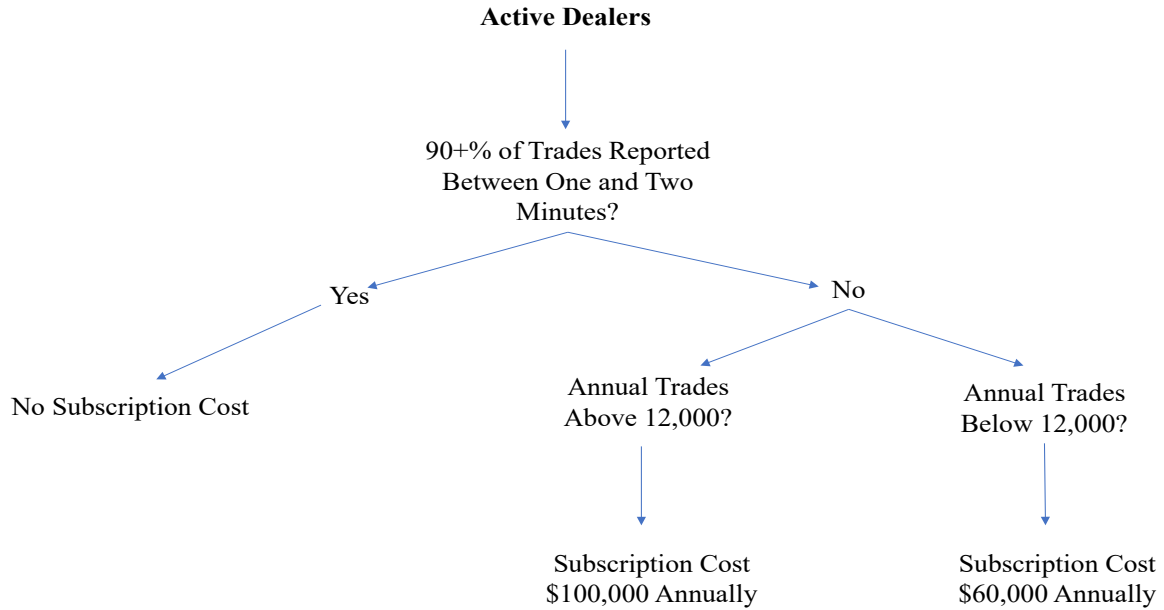 Active Dealers
90+% of Trades Reported
Between One and Two
Minutes?
Yes
No
No Subscription Cost
Annual Trades
Above 12,000?
Annual Trades
Below 12,000?
Subscription Cost
$100,000 Annually
Subscription Cost
$60,000 Annually